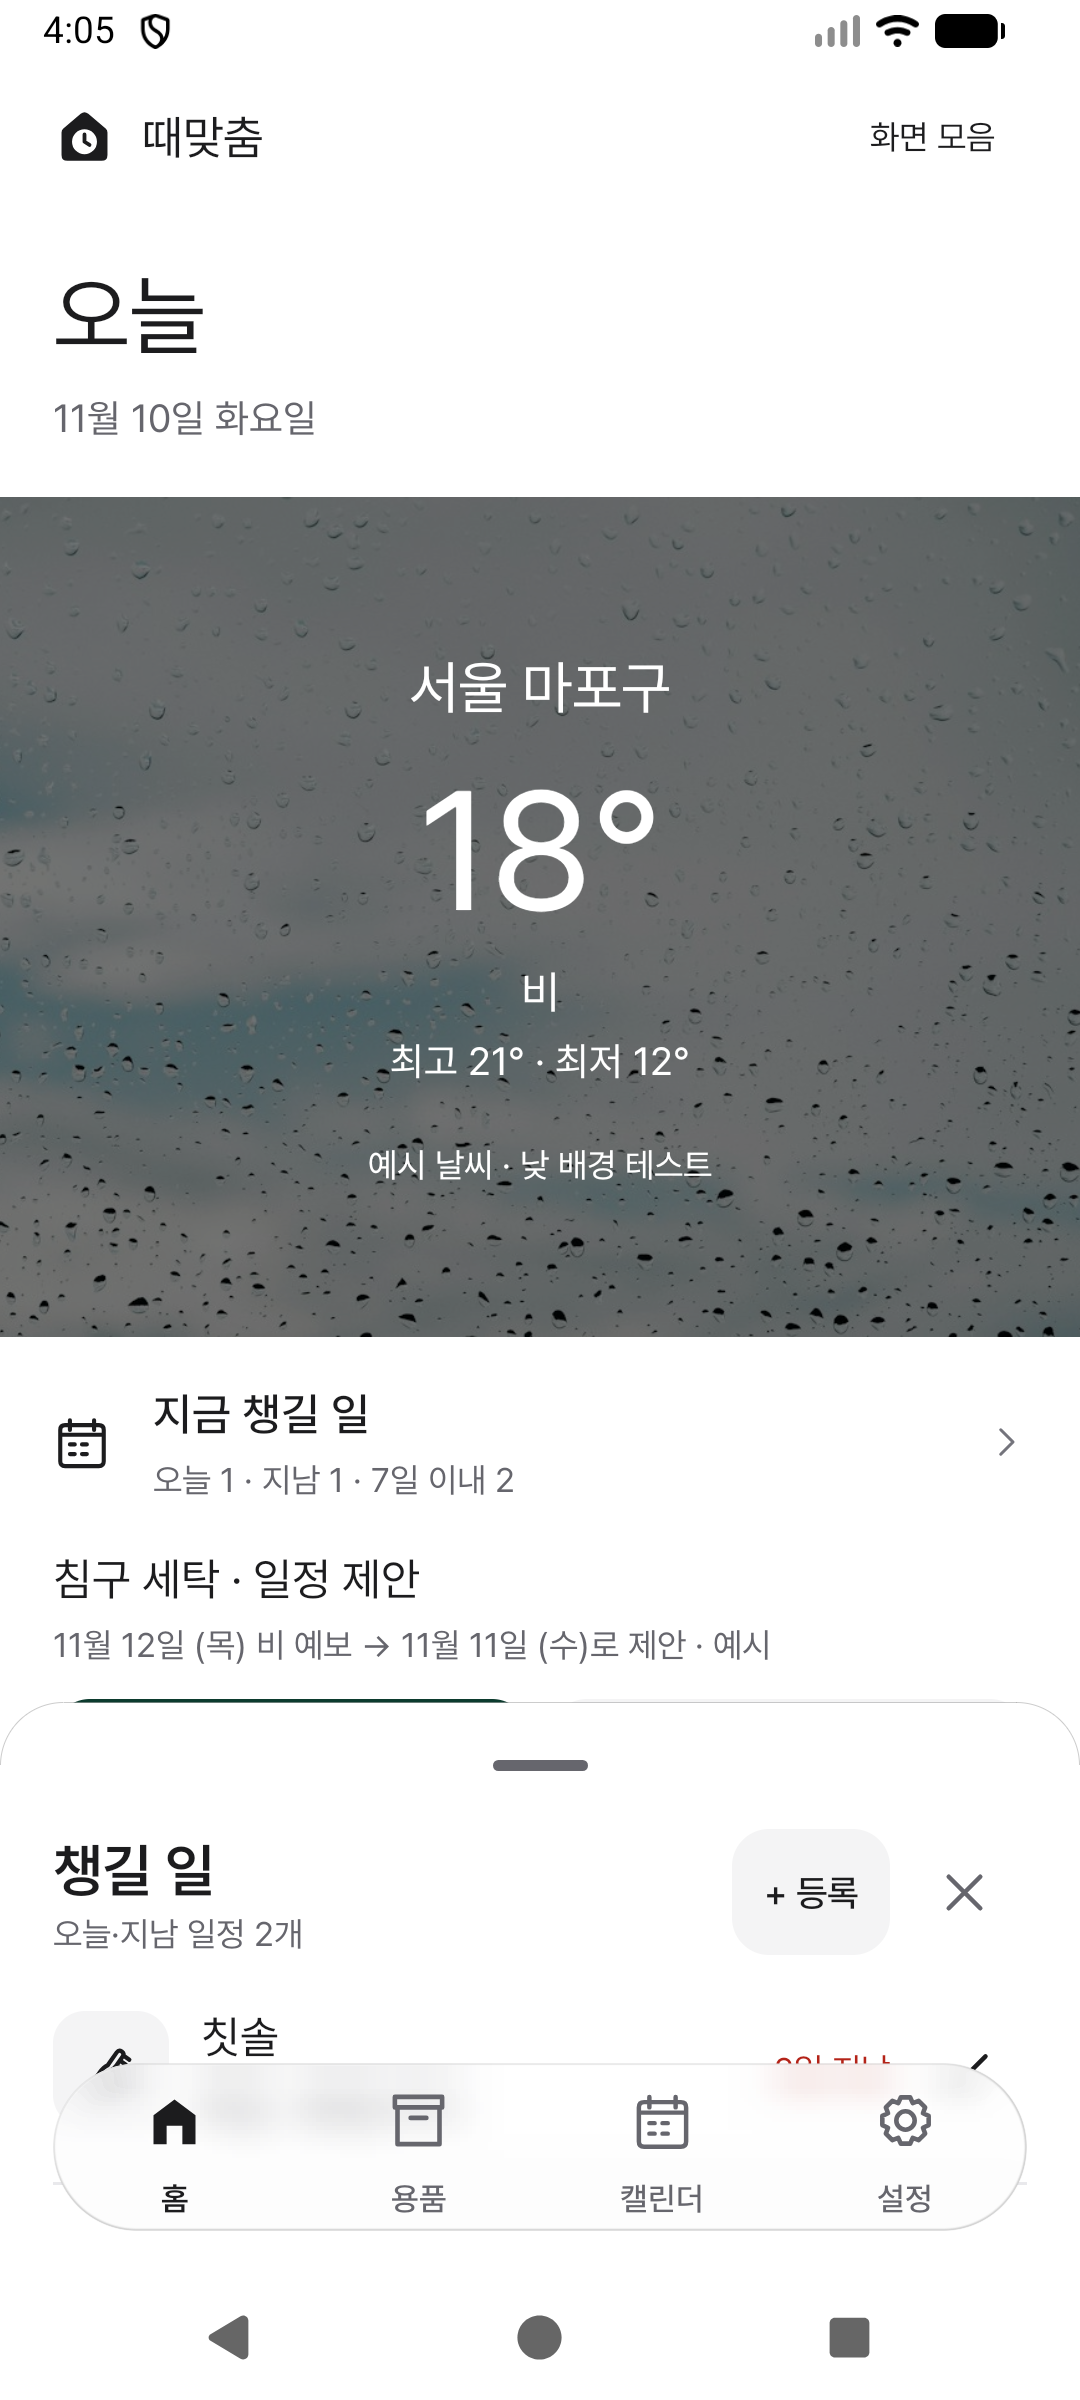 4:05
때맞춤
화면 모음
오늘
11월 10일 화요일
서울 마포구
18°
비
최고 21° · 최저 12°
예시 날씨 · 낮 배경 테스트
지금 챙길 일
오늘 1 · 지남 1 · 7일 이내 2
침구 세탁 · 일정 제안
11월 12일 (목) 비 예보 → 11월 11일 (수)로 제안 · 예시
챙길 일
오늘·지남 일정 2개
+ 등록
칫솔
홈
용품
캘린더
설정